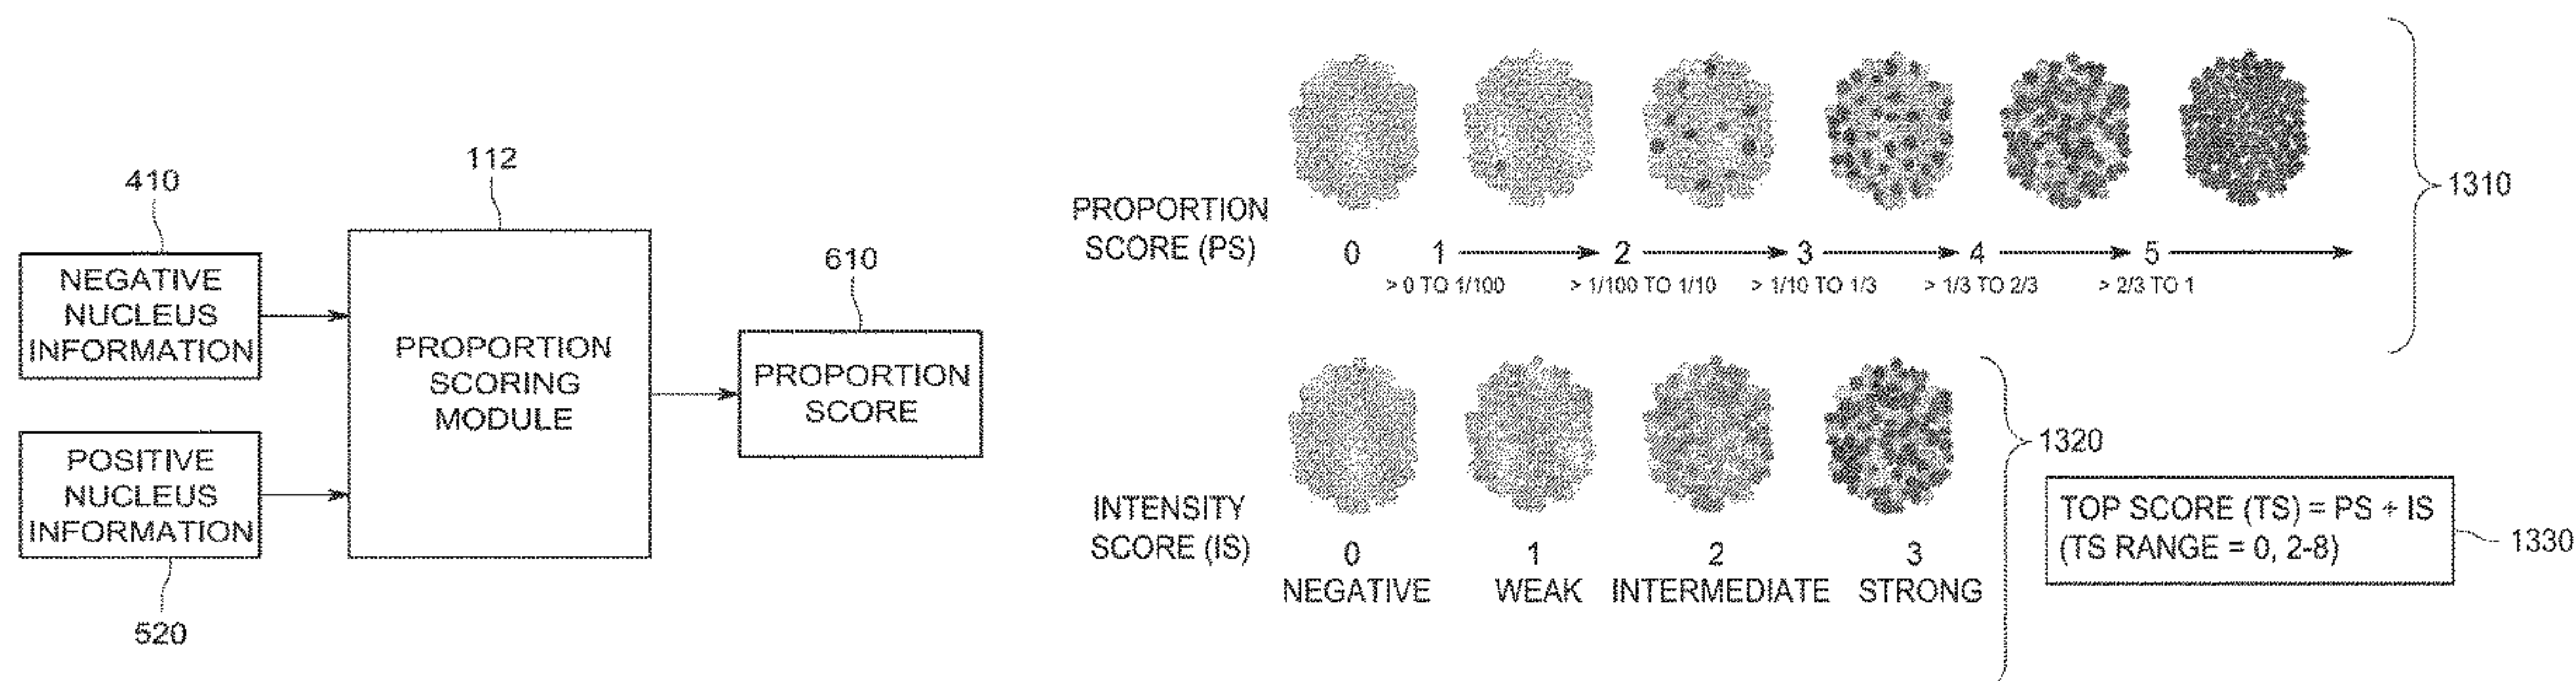 410
112
610
NEGATIVE
NUCLEUS
INFORMATION
PROPORTION
SCORING
MODULE
PROPORTION
SCORE
POSITIVE
NUCLEUS
INFORMATION
520
PROPORTION
SCORE (PS)
0 1 2 3 4 5
> 0 TO 1/100 > 1/100 TO 1/10 > 1/10 TO 1/3 > 1/3 TO 2/3 > 2/3 TO 1
1310
INTENSITY
SCORE (IS)
0 1 2 3
NEGATIVE WEAK INTERMEDIATE STRONG
1320
TOP SCORE (TS) = PS + IS
(TS RANGE = 0, 2-8)
1330